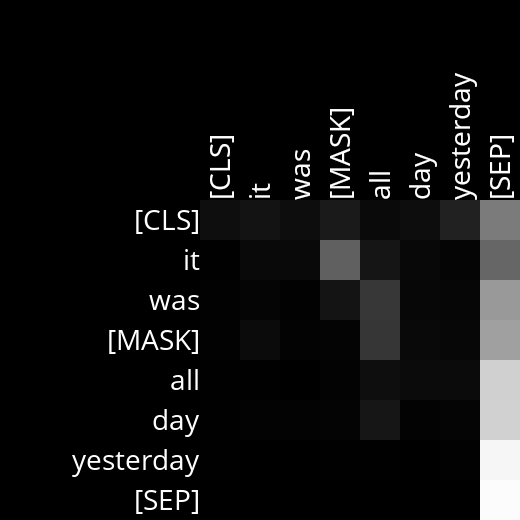 [CLS] it was [MASK] all day yesterday [SEP]
[CLS]
it
was
[MASK]
all
day
yesterday
[SEP]